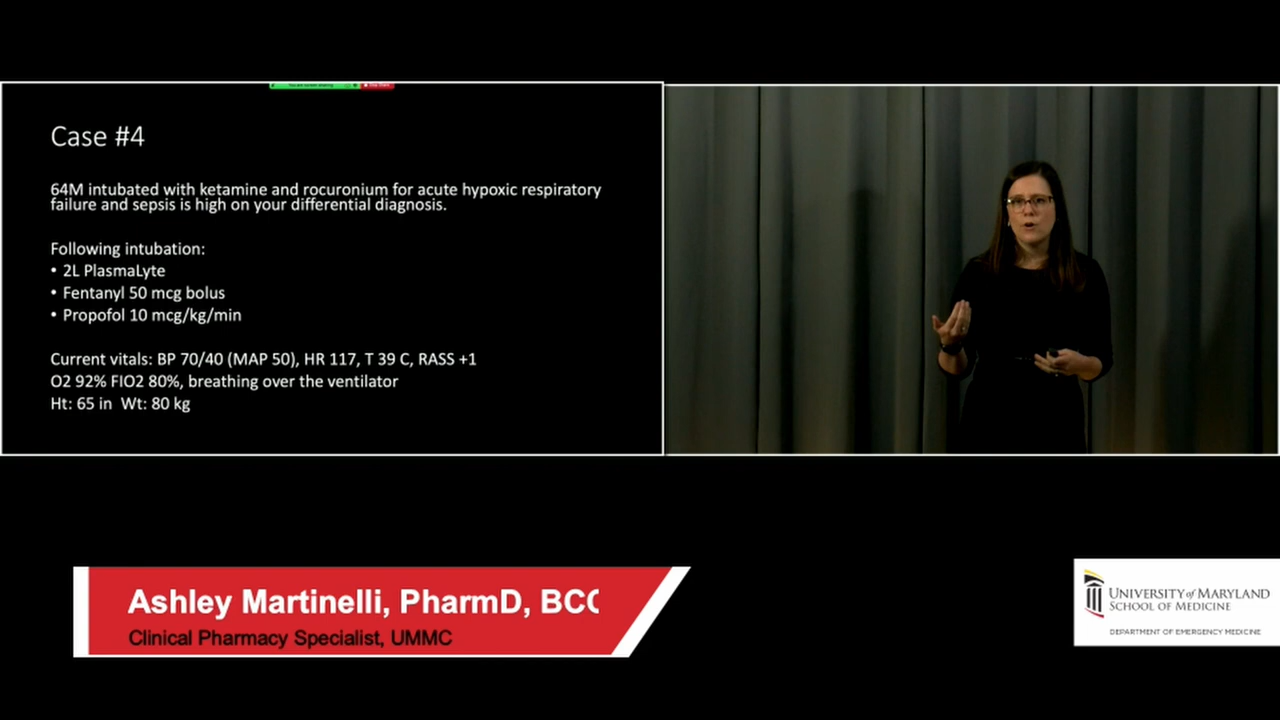 Case #4
64M intubated with ketamine and rocuronium for acute hypoxic respiratory
failure and sepsis is high on your differential diagnosis.
Following intubation:
• 2L PlasmaLyte
• Fentanyl 50 mcg bolus
• Propofol 10 mcg/kg/min
Current vitals: BP 70/40 (MAP 50), HR 117, T 39 C, RASS +1
O2 92% FIO2 80%, breathing over the ventilator
Ht: 65 in Wt: 80 kg
Ashley Martinelli, PharmD,
Clinical Pharmacy Specialist, UMMC
UNIVERSITY of MARYLAND
SCHOOL OF MEDICINE
DEPARTMENT OF EMERGENCY MEDICINE